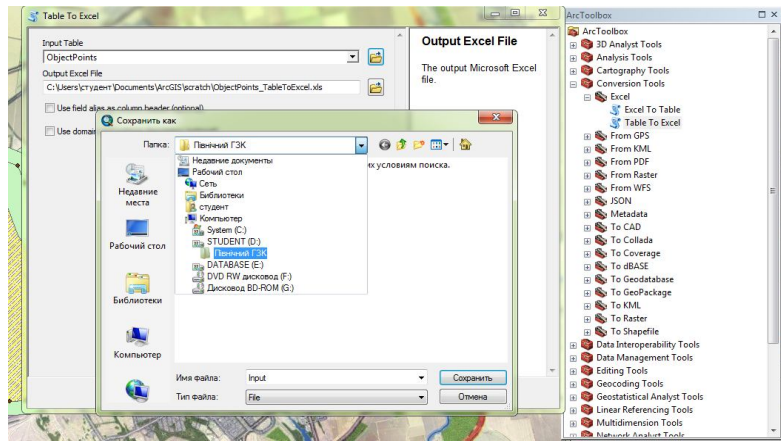 Table To Excel
Input Table
ObjectPoints
Output Excel File
C:\Users\студент\Documents\ArcGIS\scratch\ObjectPoints_TableToExcel.xls
Use field alias as column header (optional)
Use domain
Output Excel File
The output Microsoft Excel
file.
Сохранить как
Папка:
Північний ГЗК
их условиям поиска.
Недавние документы
Рабочий стол
Сеть
Библиотеки
студент
Компьютер
System (C:)
STUDENT (D:)
Північний ГЗК
DATABASE (E:)
DVD RW дисковод (F:)
Дисковод BD-ROM (G:)
Недавние
места
Рабочий стол
Библиотеки
Компьютер
Имя файла:
Input
Сохранить
Тип файла:
File
Отмена
ArcToolbox
ArcToolbox
3D Analyst Tools
Analysis Tools
Cartography Tools
Conversion Tools
Excel
Excel To Table
Table To Excel
From GPS
From KML
From PDF
From Raster
From WFS
JSON
Metadata
To CAD
To Collada
To Coverage
To dBASE
To Geodatabase
To GeoPackage
To KML
To Raster
To Shapefile
Data Interoperability Tools
Data Management Tools
Editing Tools
Geocoding Tools
Geostatistical Analyst Tools
Linear Referencing Tools
Multidimension Tools
Network Analyst Tools